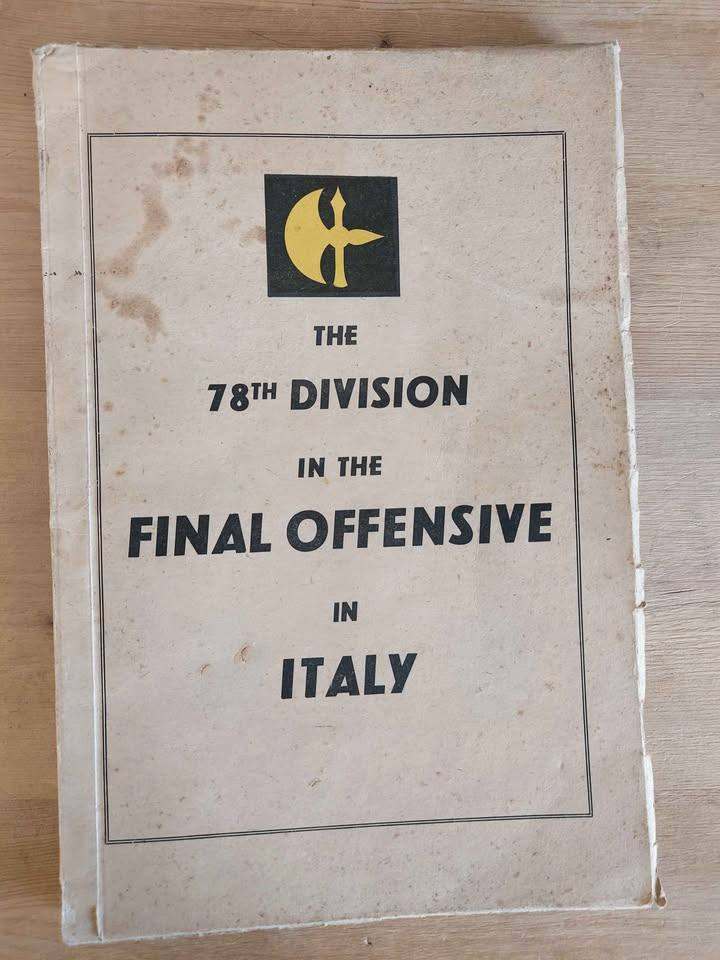 THE
78TH DIVISION
IN THE
FINAL OFFENSIVE
IN
ITALY